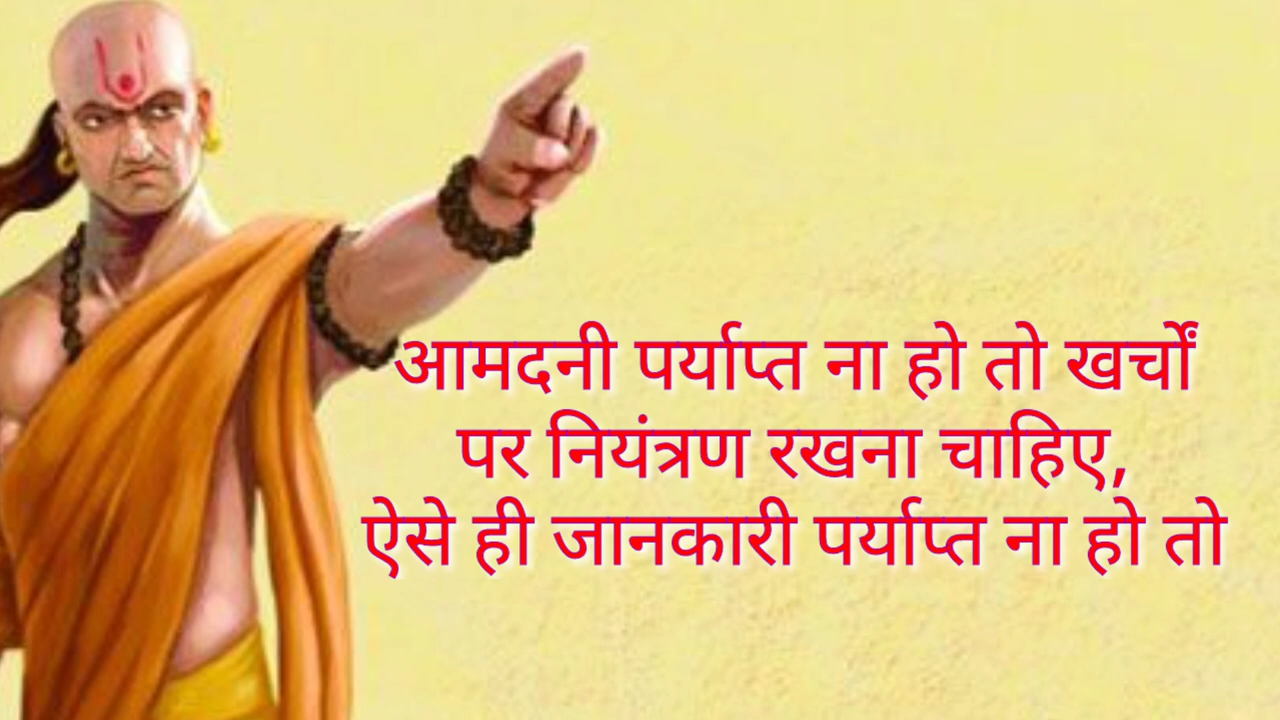 आमदनी पर्याप्त ना हो तो खर्चों
पर नियंत्रण रखना चाहिए,
ऐसे ही जानकारी पर्याप्त ना हो तो